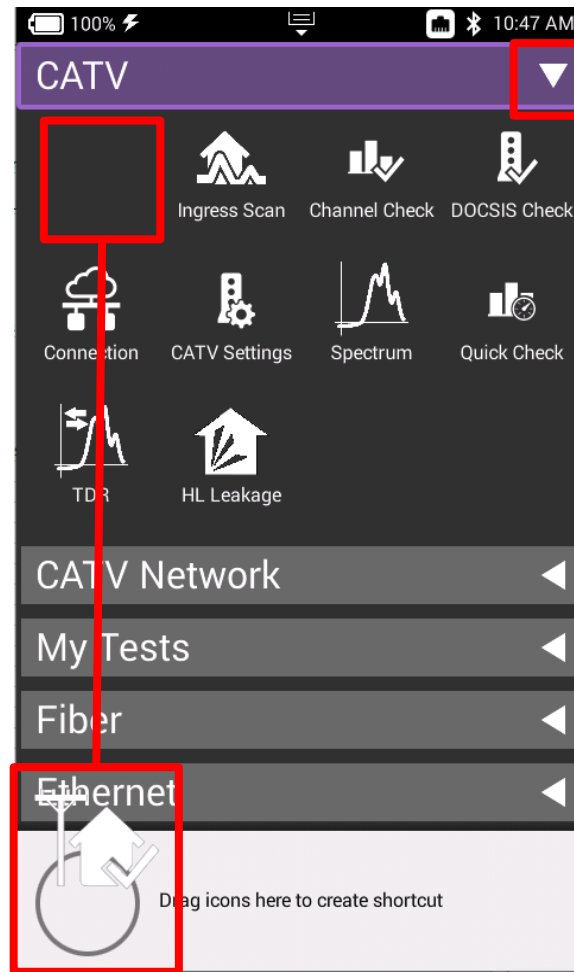 100% 10:47 AM
CATV
Ingress Scan Channel Check DOCSIS Check
Connection CATV Settings Spectrum Quick Check
TDR HL Leakage
CATV Network
My Tests
Fiber
Ethernet
Drag icons here to create shortcut